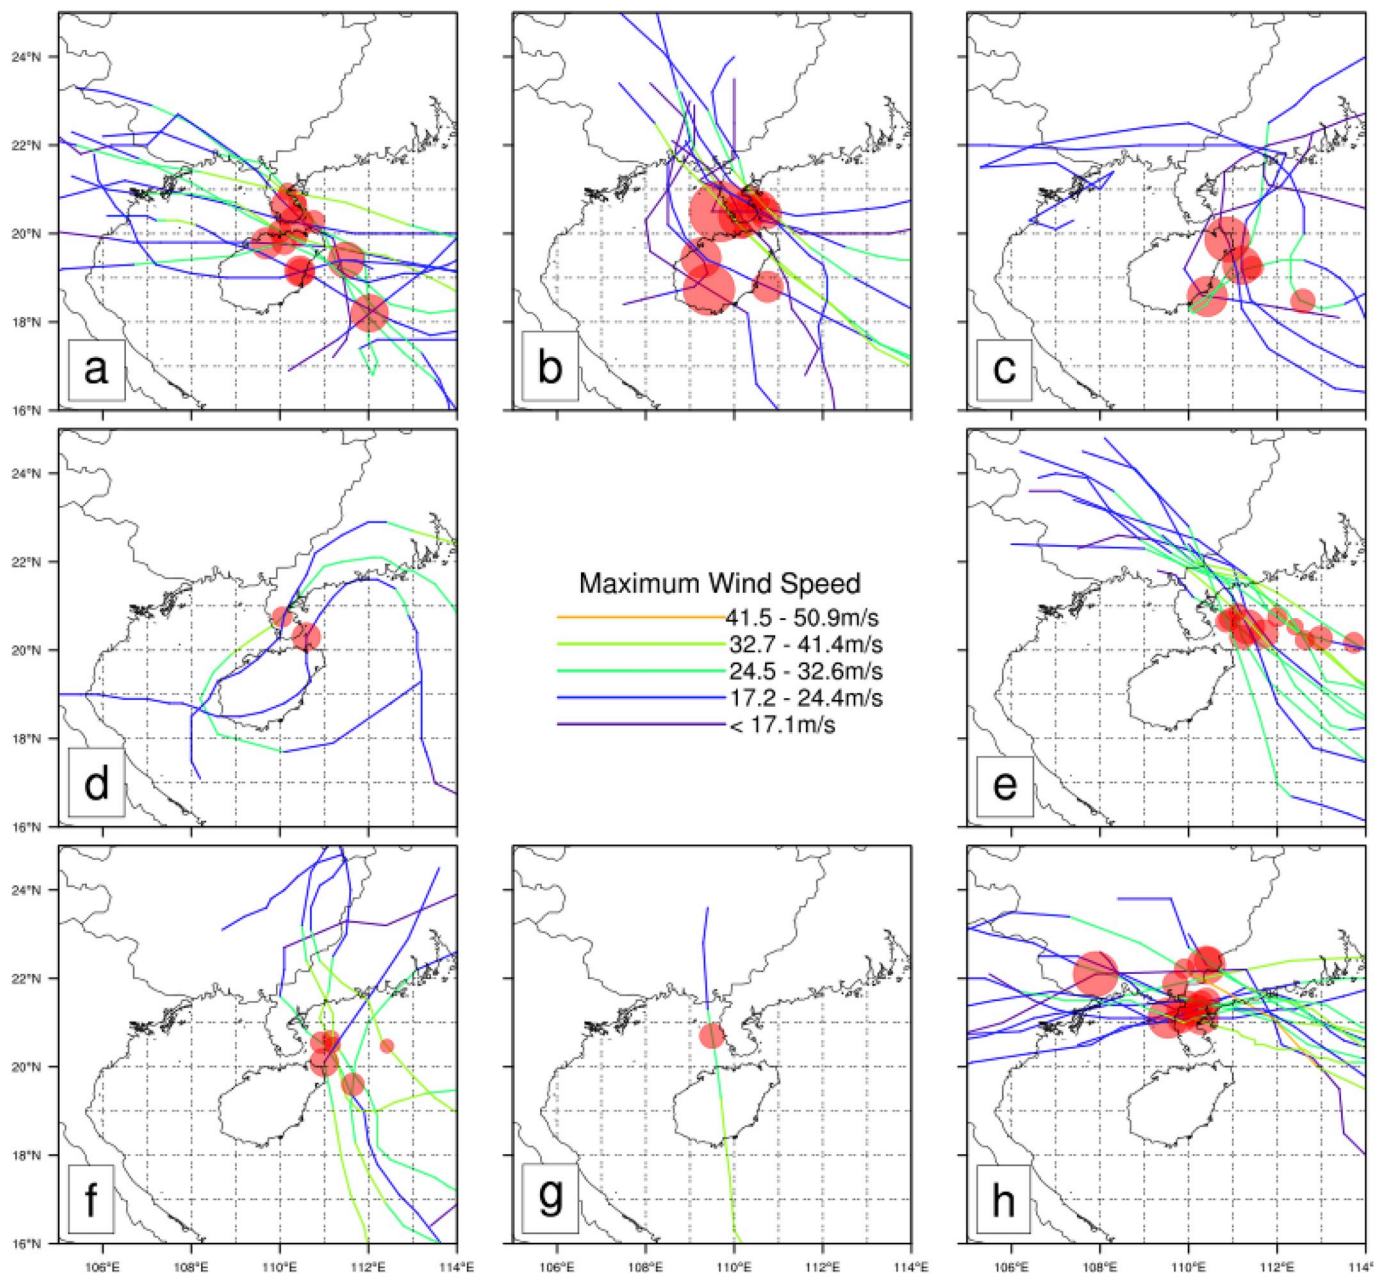 24°N
22°N
20°N
18°N
16°N
a
b
c
24°N
22°N
20°N
18°N
16°N
d
Maximum Wind Speed
41.5 - 50.9m/s
32.7 - 41.4m/s
24.5 - 32.6m/s
17.2 - 24.4m/s
< 17.1m/s
e
24°N
22°N
20°N
18°N
16°N
f
g
h
106°E 108°E 110°E 112°E 114°E 106°E 108°E 110°E 112°E 114°E 106°E 108°E 110°E 112°E 114°E